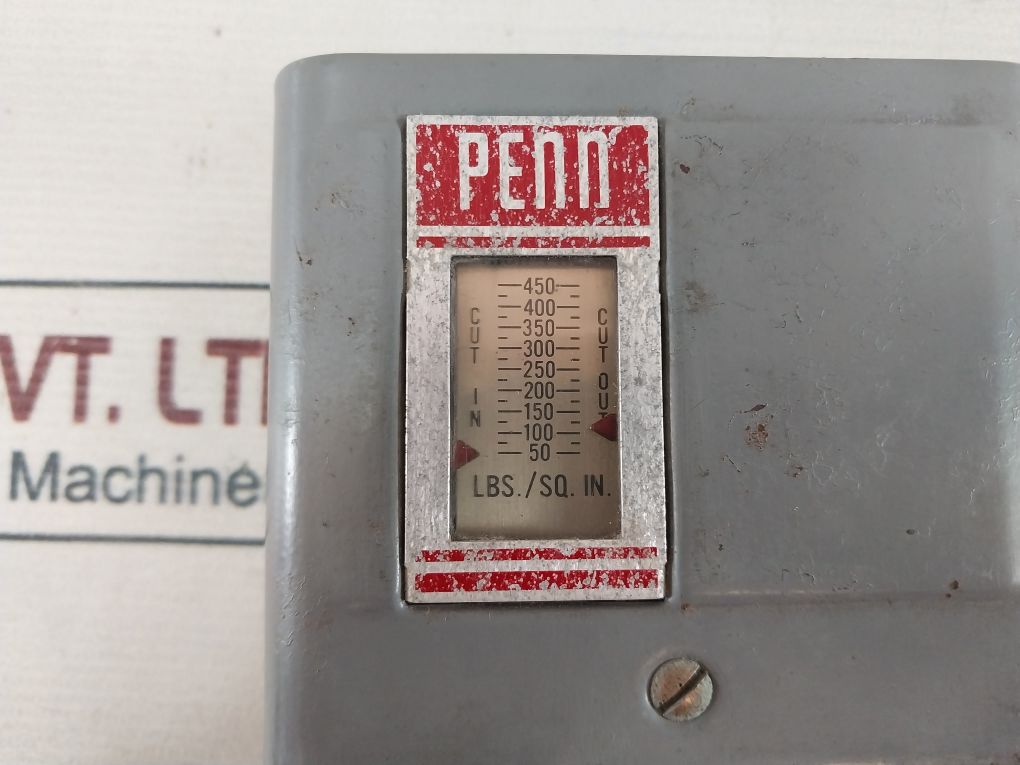 PENN
450
400
350
300
250
200
150
100
50
CUT IN
CUT OUT
LBS./SQ. IN.
VT. LT
Machine